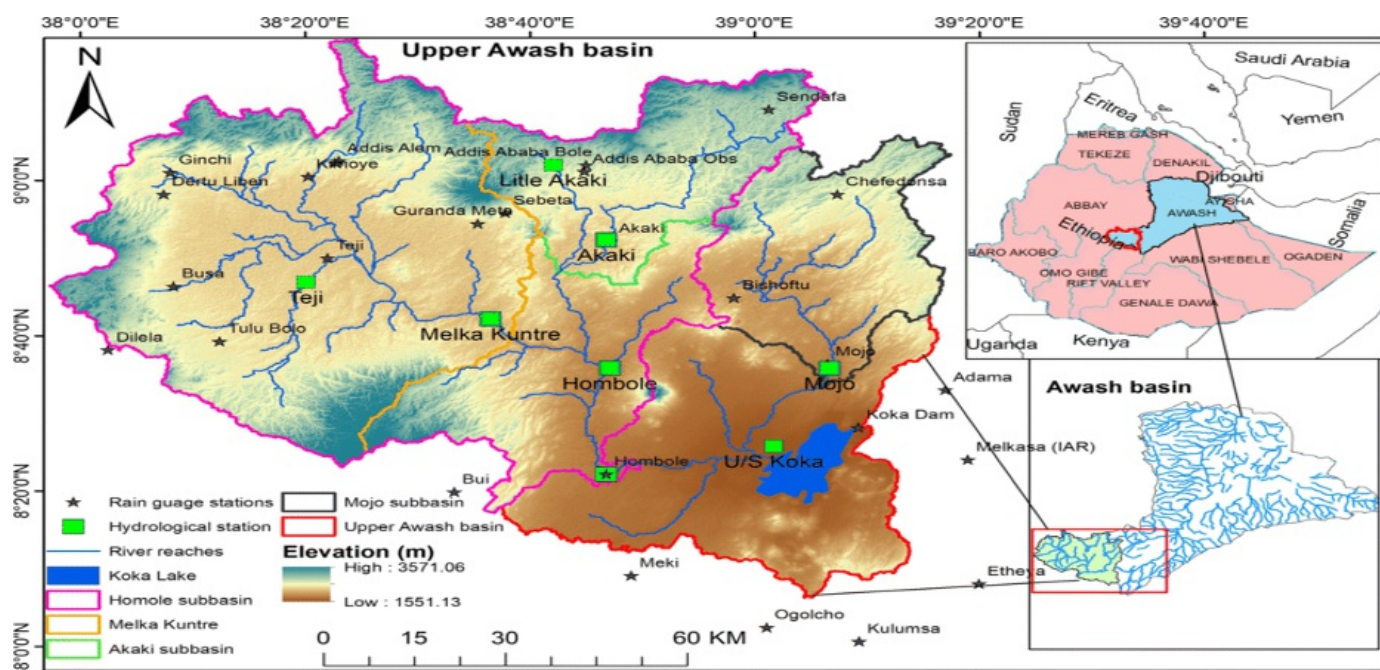 38°0'0"E 38°20'0"E 38°40'0"E 39°0'0"E 39°20'0"E 39°40'0"E
Upper Awash basin
N
9°0'0"N
8°40'0"N
8°20'0"N
8°0'0"N
Sendafa
Ginchi
Addis Alem
Kimoye
Dertu Liben
Addis Ababa Bole
Addis Ababa Obs
Litle Akaki
Sebeta
Guranda Meta
Chefedonsa
Akaki
Akaki
Teji
Teji
Busa
Bishoftu
Melka Kuntre
Tulu Bolo
Dilela
Hombole
Mojo
Mojo
Adama
Koka Dam
Melkasa (IAR)
U/S Koka
Hombole
Bui
Meki
Etheya
Ogolcho
Kulumsa
Rain guage stations
Hydrological station
River reaches
Koka Lake
Homole subbasin
Melka Kuntre
Akaki subbasin
Mojo subbasin
Upper Awash basin
Elevation (m)
High : 3571.06
Low : 1551.13
0 15 30 60 KM
Saudi Arabia
Sudan
Eritrea
Yemen
MEREB GASH
TEKEZE
DENAKIL
Djibouti
AYISHA
ABBAY
AWASH
Ethiopia
Somalia
BARO AKOBO
WABI SHEBELE
OGADEN
OMO GIBE
RIFT VALLEY
GENALE DAWA
Uganda
Kenya
Awash basin